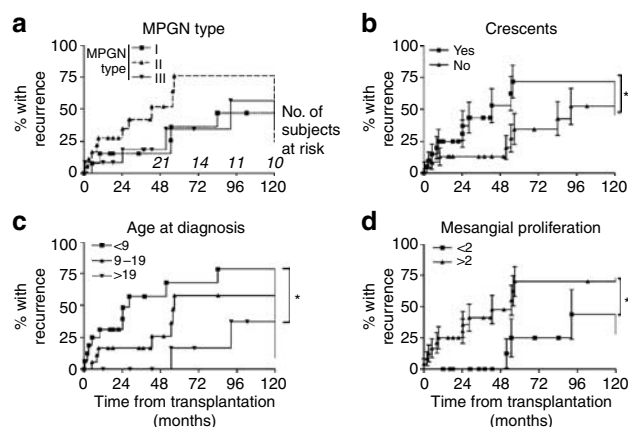 a
MPGN type
% with recurrence
100
75
50
25
0
MPGN type
I
II
III
No. of subjects at risk
21 14 11 10
0 24 48 72 96 120
b
Crescents
% with recurrence
100
75
50
25
0
Yes
No
*
0 24 48 72 96 120
c
Age at diagnosis
% with recurrence
100
75
50
25
0
<9
9–19
>19
*
0 24 48 72 96 120
Time from transplantation
(months)
d
Mesangial proliferation
% with recurrence
100
75
50
25
0
<2
>2
*
0 24 48 72 96 120
Time from transplantation
(months)